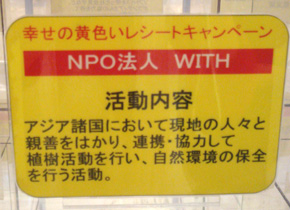 幸せの黄色いレシートキャンペーン
NPO法人 WITH
活動内容
アジア諸国において現地の人々と
親善をはかり、連携・協力して
植樹活動を行い、自然環境の保全
を行う活動。